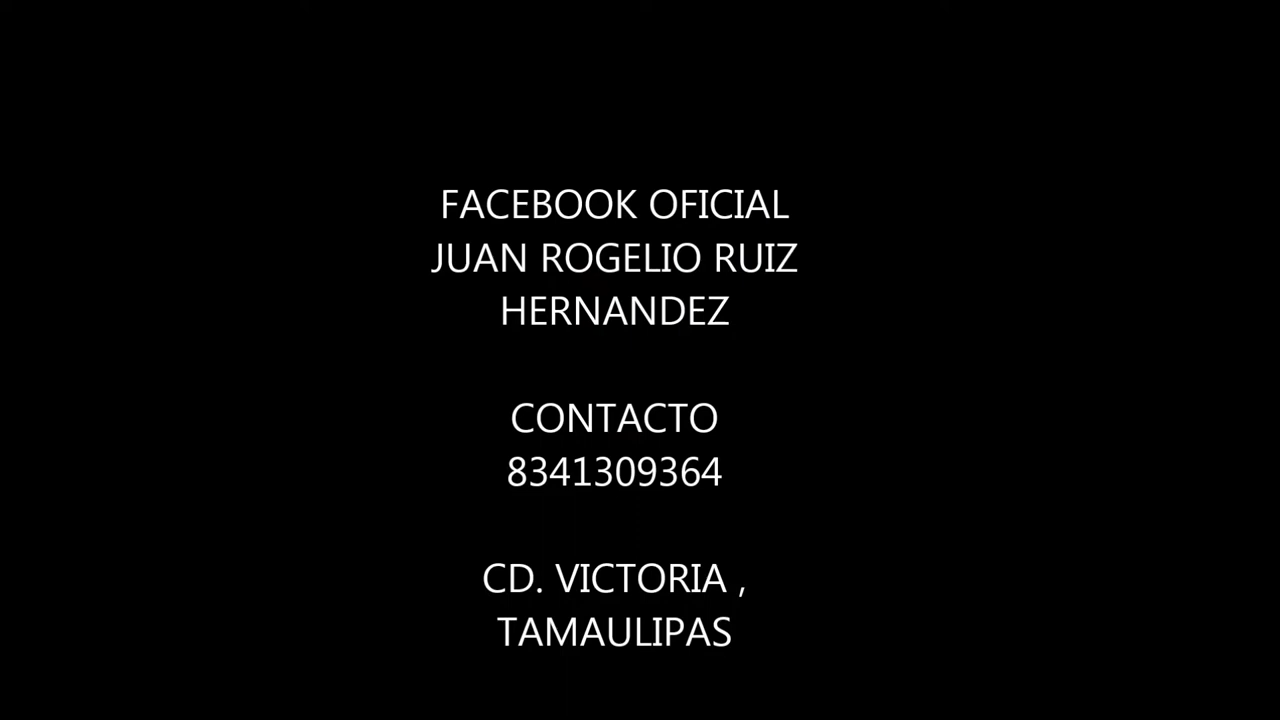 FACEBOOK OFICIAL
JUAN ROGELIO RUIZ
HERNANDEZ
CONTACTO
8341309364
CD. VICTORIA ,
TAMAULIPAS